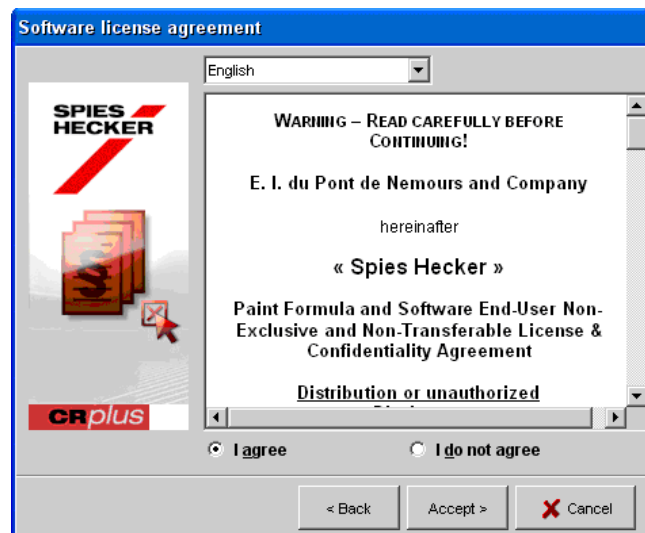 Software license agreement
English
SPIES
HECKER
WARNING – READ CAREFULLY BEFORE
CONTINUING!
E. I. du Pont de Nemours and Company
hereinafter
« Spies Hecker »
Paint Formula and Software End-User Non-
Exclusive and Non-Transferable License &
Confidentiality Agreement
Distribution or unauthorized
CRplus
I agree
I do not agree
< Back
Accept >
Cancel